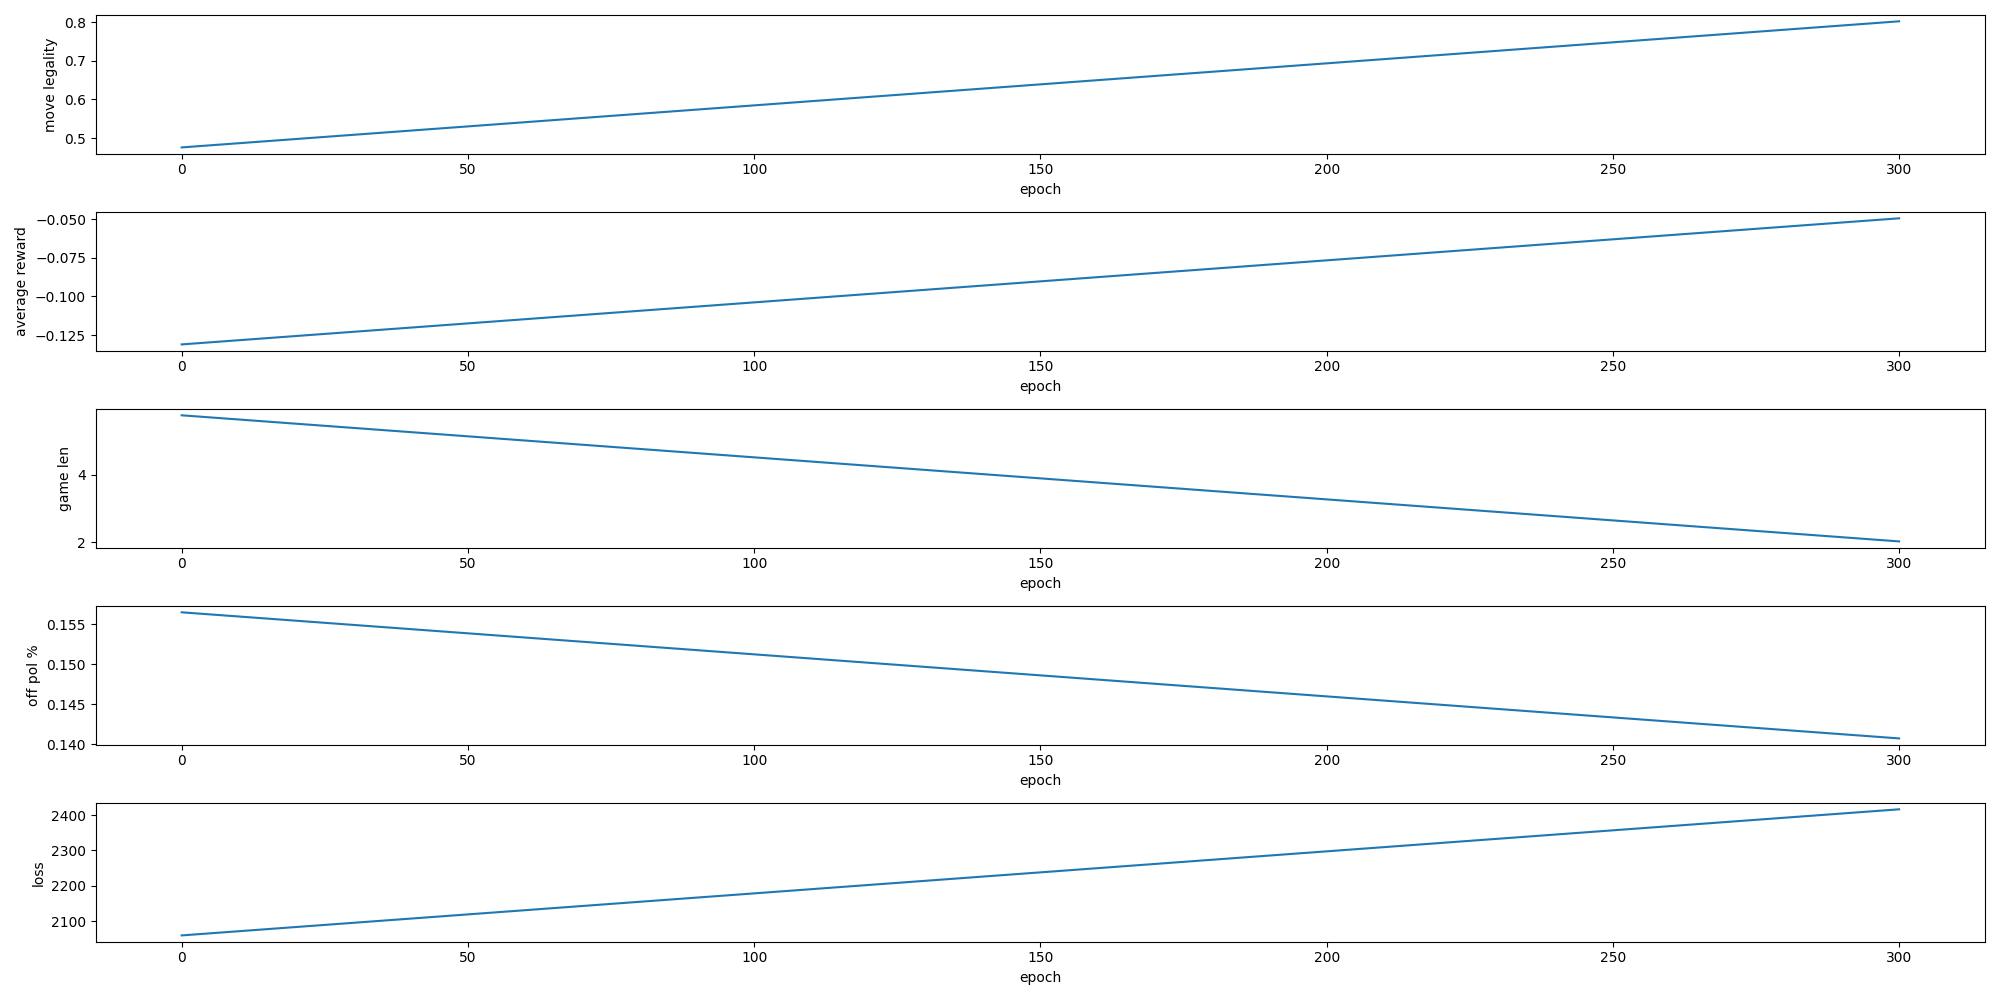 move legality
0.8
0.7
0.6
0.5
0 50 100 150 200 250 300
epoch
average reward
−0.050
−0.075
−0.100
−0.125
0 50 100 150 200 250 300
epoch
game len
4
2
0 50 100 150 200 250 300
epoch
off pol %
0.155
0.150
0.145
0.140
0 50 100 150 200 250 300
epoch
loss
2400
2300
2200
2100
0 50 100 150 200 250 300
epoch